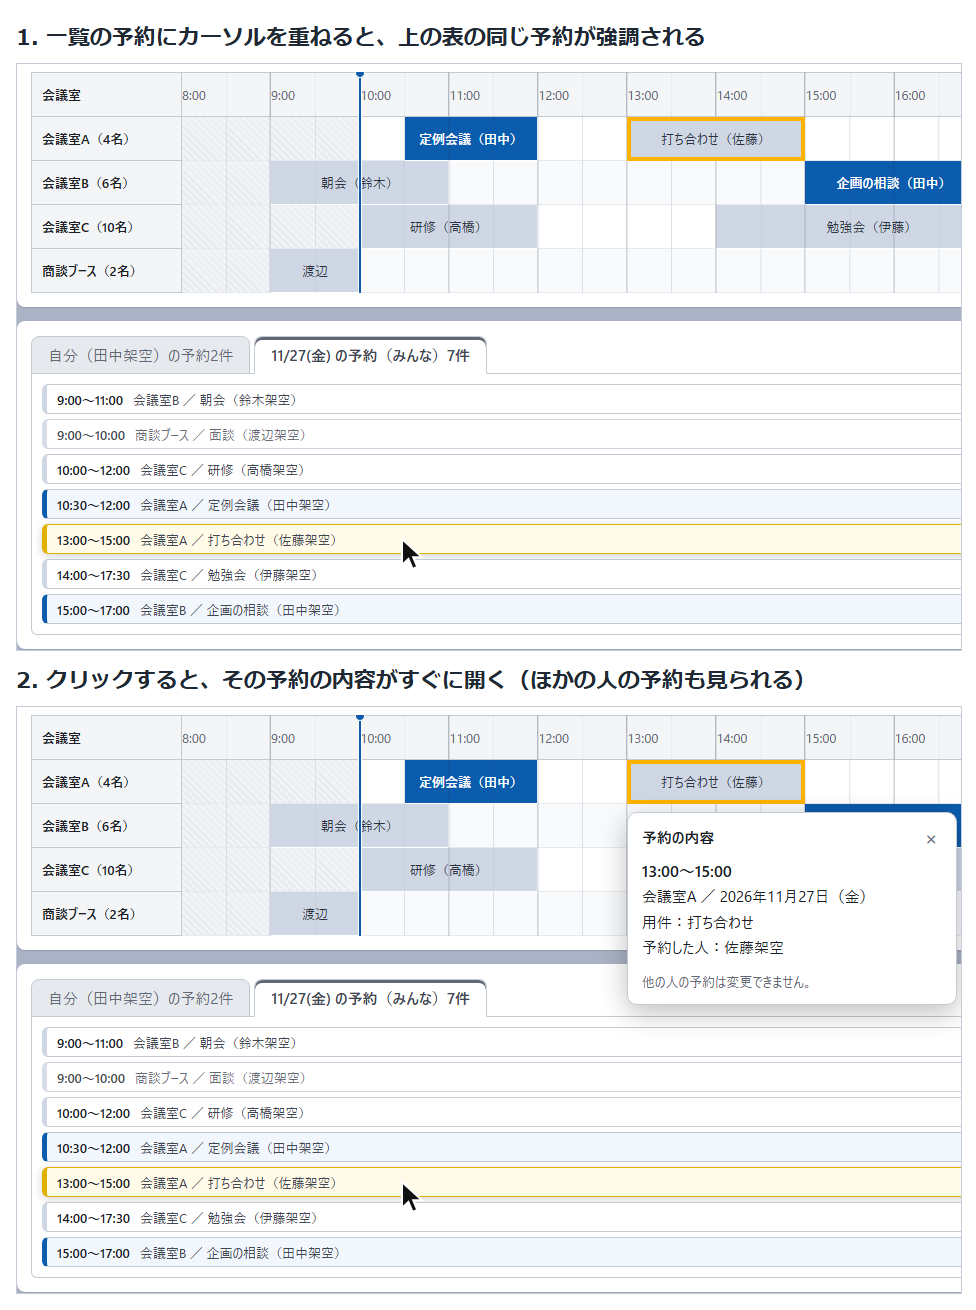 1. 一覧の予約にカーソルを重ねると、上の表の同じ予約が強調される
会議室 8:00 9:00 10:00 11:00 12:00 13:00 14:00 15:00 16:00
会議室A（4名） 定例会議（田中） 打ち合わせ（佐藤）
会議室B（6名） 朝会（鈴木） 企画の相談（田中）
会議室C（10名） 研修（高橋） 勉強会（伊藤）
商談ブース（2名） 渡辺
自分（田中架空）の予約2件 11/27(金) の予約（みんな）7件
9:00〜11:00 会議室B ／ 朝会（鈴木架空）
9:00〜10:00 商談ブース ／ 面談（渡辺架空）
10:00〜12:00 会議室C ／ 研修（高橋架空）
10:30〜12:00 会議室A ／ 定例会議（田中架空）
13:00〜15:00 会議室A ／ 打ち合わせ（佐藤架空）
14:00〜17:30 会議室C ／ 勉強会（伊藤架空）
15:00〜17:00 会議室B ／ 企画の相談（田中架空）
2. クリックすると、その予約の内容がすぐに開く（ほかの人の予約も見られる）
会議室 8:00 9:00 10:00 11:00 12:00 13:00 14:00 15:00 16:00
会議室A（4名） 定例会議（田中） 打ち合わせ（佐藤）
会議室B（6名） 朝会（鈴木）
会議室C（10名） 研修（高橋）
商談ブース（2名） 渡辺
予約の内容 ×
13:00〜15:00
会議室A ／ 2026年11月27日（金）
用件：打ち合わせ
予約した人：佐藤架空
他の人の予約は変更できません。
自分（田中架空）の予約2件 11/27(金) の予約（みんな）7件
9:00〜11:00 会議室B ／ 朝会（鈴木架空）
9:00〜10:00 商談ブース ／ 面談（渡辺架空）
10:00〜12:00 会議室C ／ 研修（高橋架空）
10:30〜12:00 会議室A ／ 定例会議（田中架空）
13:00〜15:00 会議室A ／ 打ち合わせ（佐藤架空）
14:00〜17:30 会議室C ／ 勉強会（伊藤架空）
15:00〜17:00 会議室B ／ 企画の相談（田中架空）